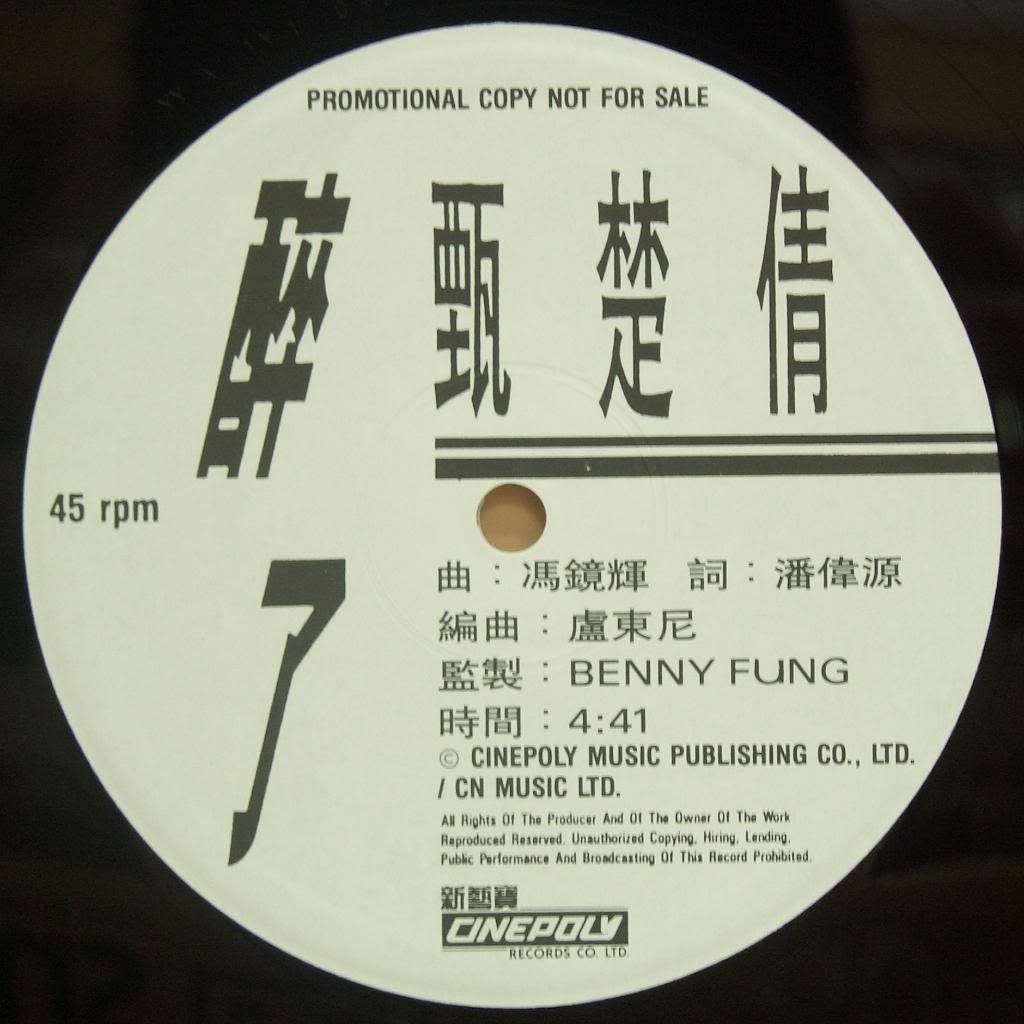 PROMOTIONAL COPY NOT FOR SALE
醉了
甄楚倩
45 rpm
曲：馮鏡輝 詞：潘偉源
編曲：盧東尼
監製：BENNY FUNG
時間：4:41
© CINEPOLY MUSIC PUBLISHING CO., LTD.
/ CN MUSIC LTD.
All Rights Of The Producer And Of The Owner Of The Work
Reproduced Reserved. Unauthorized Copying, Hiring, Lending,
Public Performance And Broadcasting Of This Record Prohibited.
新藝寶
CINEPOLY
RECORDS CO. LTD.